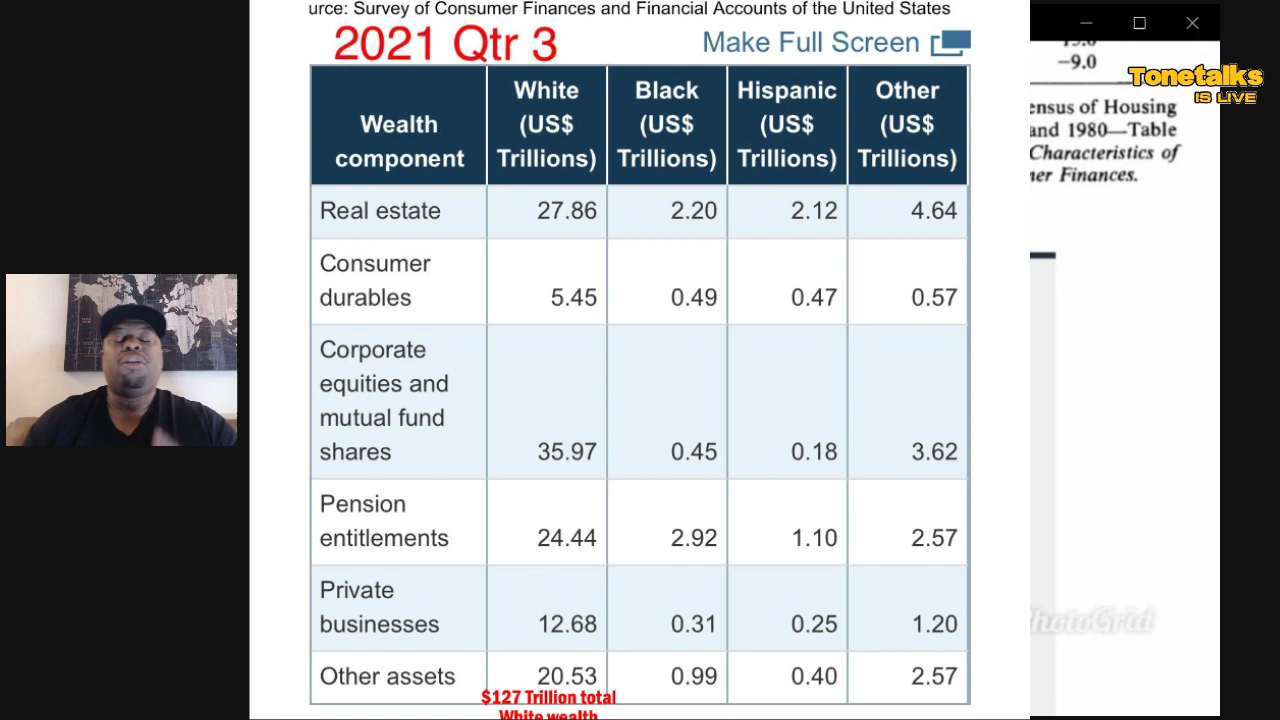 urce: Survey of Consumer Finances and Financial Accounts of the United States
2021 Qtr 3
Make Full Screen
Wealth component
White (US$ Trillions)
Black (US$ Trillions)
Hispanic (US$ Trillions)
Other (US$ Trillions)
Real estate 27.86 2.20 2.12 4.64
Consumer
durables 5.45 0.49 0.47 0.57
Corporate
equities and
mutual fund
shares 35.97 0.45 0.18 3.62
Pension
entitlements 24.44 2.92 1.10 2.57
Private
businesses 12.68 0.31 0.25 1.20
Other assets 20.53 0.99 0.40 2.57
$127 Trillion total
White wealth
−9.0
Tonetalks
IS LIVE
ensus of Housing
and 1980—Table
Characteristics of
er Finances.
PhotoGrid